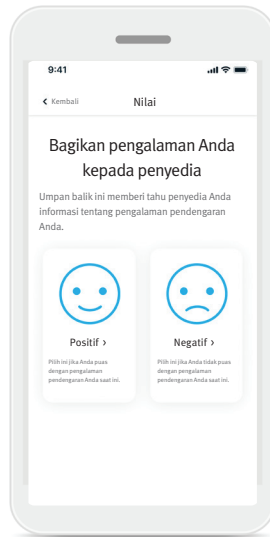 9:41
Kembali
Nilai
Bagikan pengalaman Anda
kepada penyedia
Umpan balik ini memberi tahu penyedia Anda
informasi tentang pengalaman pendengaran
Anda.
Positif ›
Pilih ini jika Anda puas
dengan pengalaman
pendengaran Anda saat ini.
Negatif ›
Pilih ini jika Anda tidak puas
dengan pengalaman
pendengaran Anda saat ini.